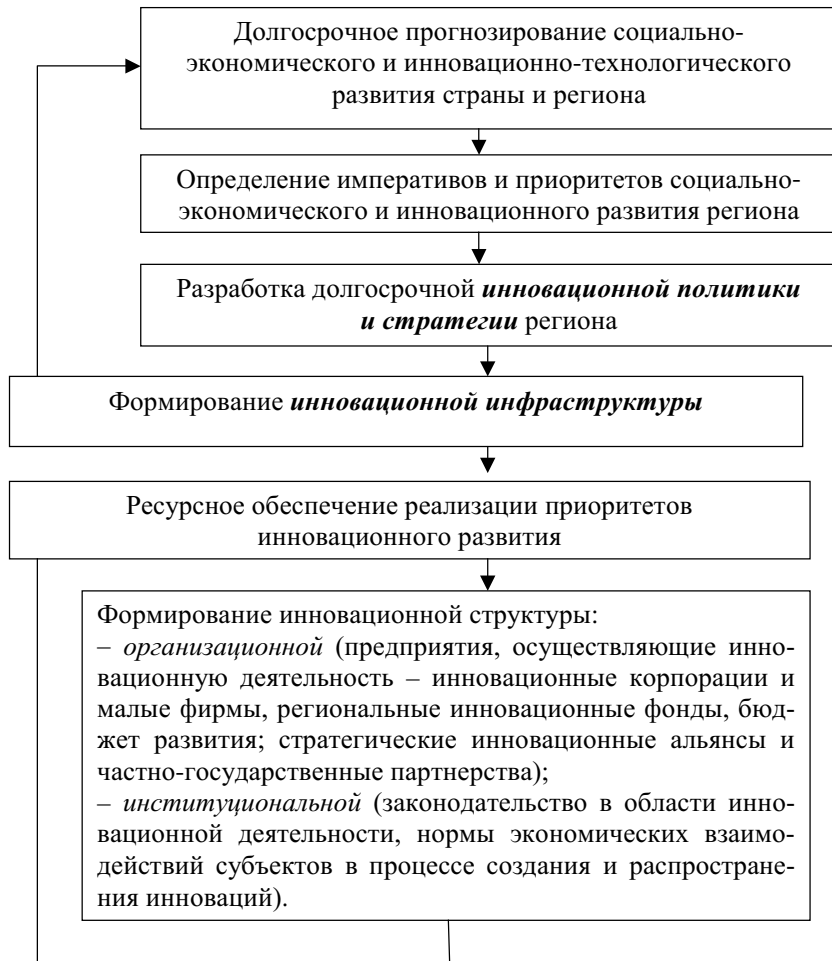 Долгосрочное прогнозирование социально-
экономического и инновационно-технологического
развития страны и региона
Определение императивов и приоритетов социально-
экономического и инновационного развития региона
Разработка долгосрочной инновационной политики
и стратегии региона
Формирование инновационной инфраструктуры
Ресурсное обеспечение реализации приоритетов
инновационного развития
Формирование инновационной структуры:
– организационной (предприятия, осуществляющие инно-
вационную деятельность – инновационные корпорации и
малые фирмы, региональные инновационные фонды, бюд-
жет развития; стратегические инновационные альянсы и
частно-государственные партнерства);
– институциональной (законодательство в области инно-
вационной деятельности, нормы экономических взаимо-
действий субъектов в процессе создания и распростране-
ния инноваций).